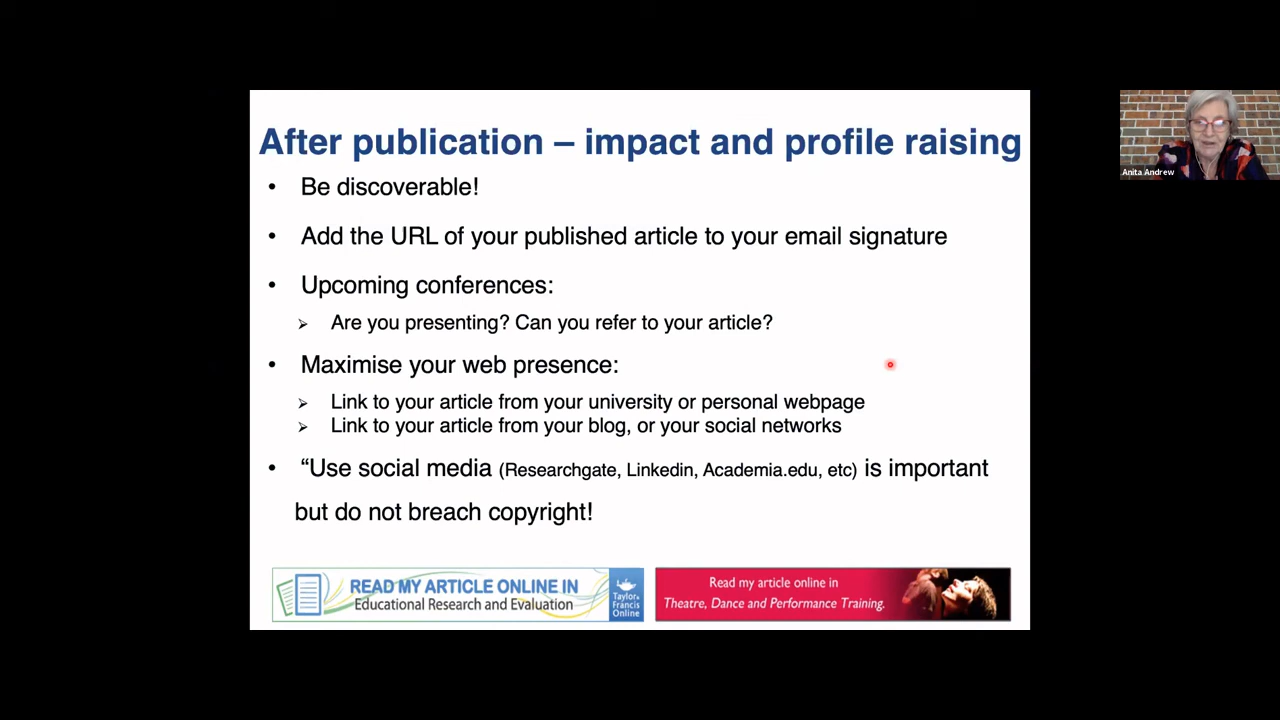 After publication – impact and profile raising
• Be discoverable!
• Add the URL of your published article to your email signature
• Upcoming conferences:
➢ Are you presenting? Can you refer to your article?
• Maximise your web presence:
➢ Link to your article from your university or personal webpage
➢ Link to your article from your blog, or your social networks
• “Use social media (Researchgate, Linkedin, Academia.edu, etc) is important
but do not breach copyright!
READ MY ARTICLE ONLINE IN
Educational Research and Evaluation
Taylor &
Francis
Online
Read my article online in
Theatre, Dance and Performance Training.
Anita Andrew